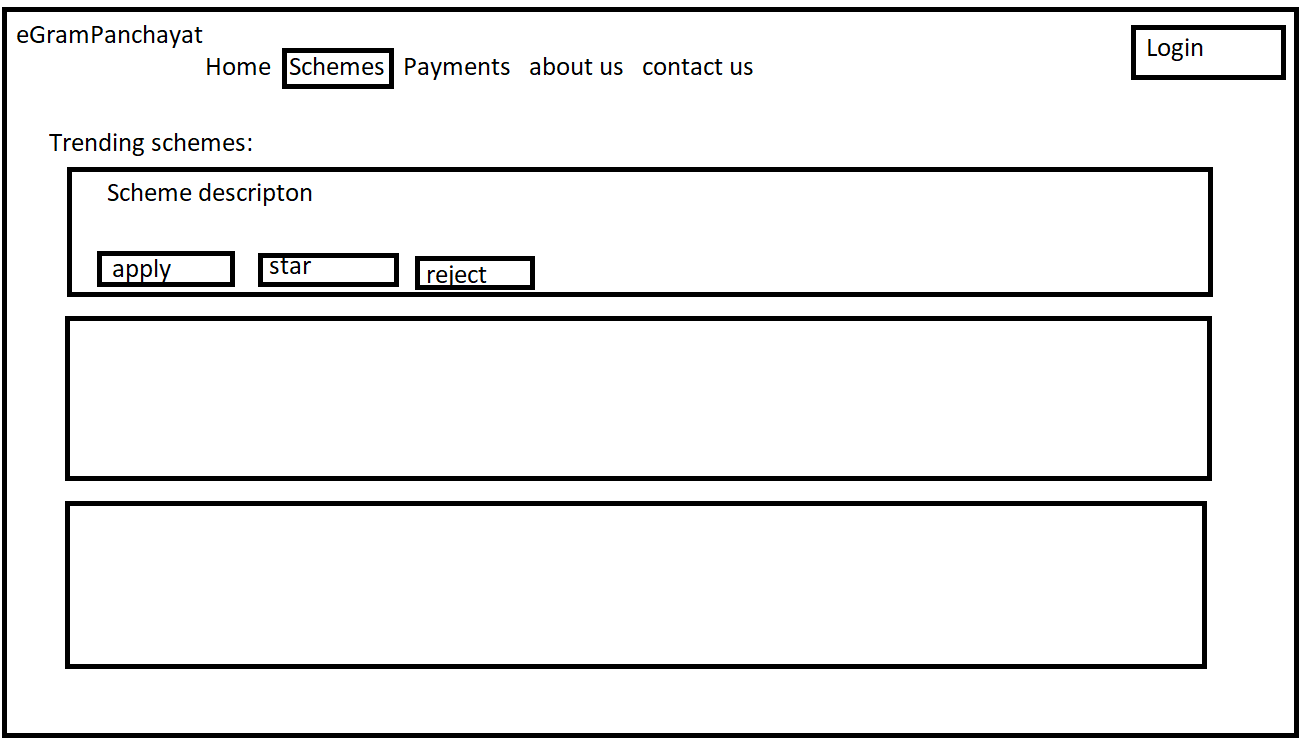 eGramPanchayat
Login
Home Schemes Payments about us contact us
Trending schemes:
Scheme descripton
apply star reject